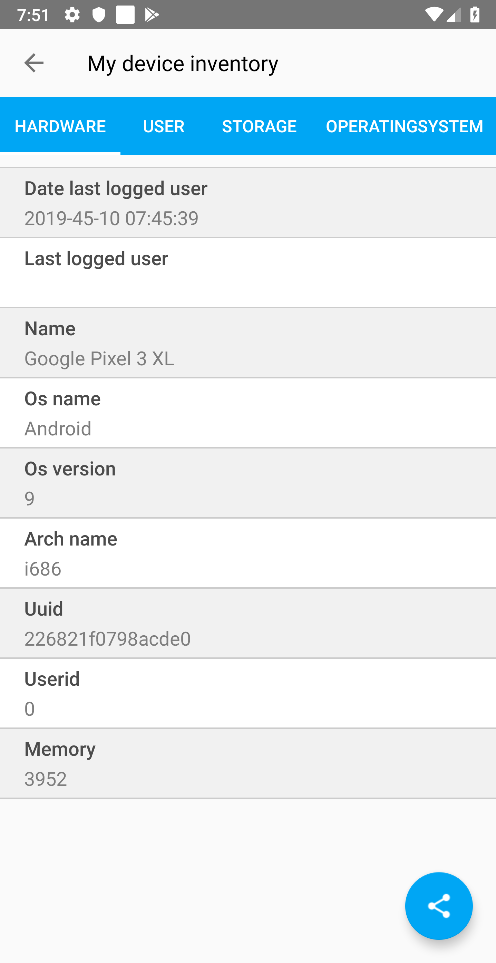 7:51
My device inventory
HARDWARE USER STORAGE OPERATINGSYSTEM
Date last logged user
2019-45-10 07:45:39
Last logged user
Name
Google Pixel 3 XL
Os name
Android
Os version
9
Arch name
i686
Uuid
226821f0798acde0
Userid
0
Memory
3952